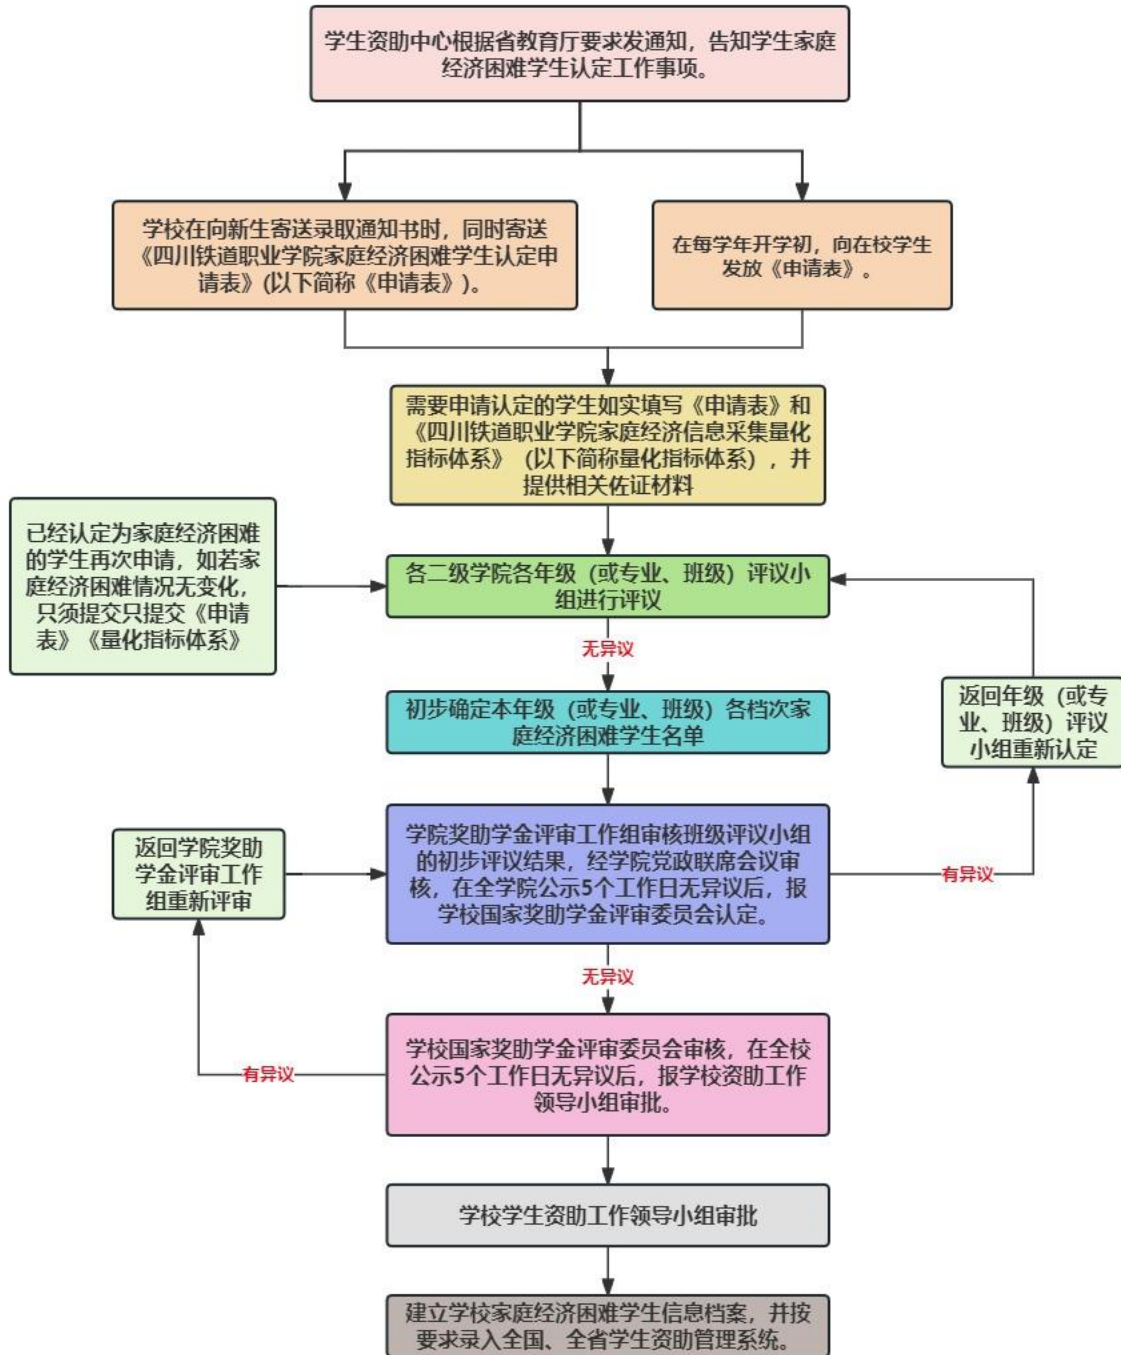 学生资助中心根据省教育厅要求发通知，告知学生家庭
经济困难学生认定工作事项。
学校在向新生寄送录取通知书时，同时寄送
《四川铁道职业学院家庭经济困难学生认定申
请表》(以下简称《申请表》)。
在每学年开学初，向在校学生
发放《申请表》。
需要申请认定的学生如实填写《申请表》和
《四川铁道职业学院家庭经济信息采集量化
指标体系》（以下简称量化指标体系），并
提供相关佐证材料
已经认定为家庭经济困难
的学生再次申请，如若家
庭经济困难情况无变化，
只须提交只提交《申请
表》《量化指标体系》
各二级学院各年级（或专业、班级）评议小
组进行评议
无异议
初步确定本年级（或专业、班级）各档次家
庭经济困难学生名单
返回年级（或专
业、班级）评议
小组重新认定
学院奖助学金评审工作组审核班级评议小组
的初步评议结果，经学院党政联席会议审
核，在全学院公示5个工作日无异议后，报
学校国家奖助学金评审委员会认定。
有异议
返回学院奖助
学金评审工作
组重新评审
无异议
学校国家奖助学金评审委员会审核，在全校
公示5个工作日无异议后，报学校资助工作
领导小组审批。
有异议
学校学生资助工作领导小组审批
建立学校家庭经济困难学生信息档案，并按
要求录入全国、全省学生资助管理系统。